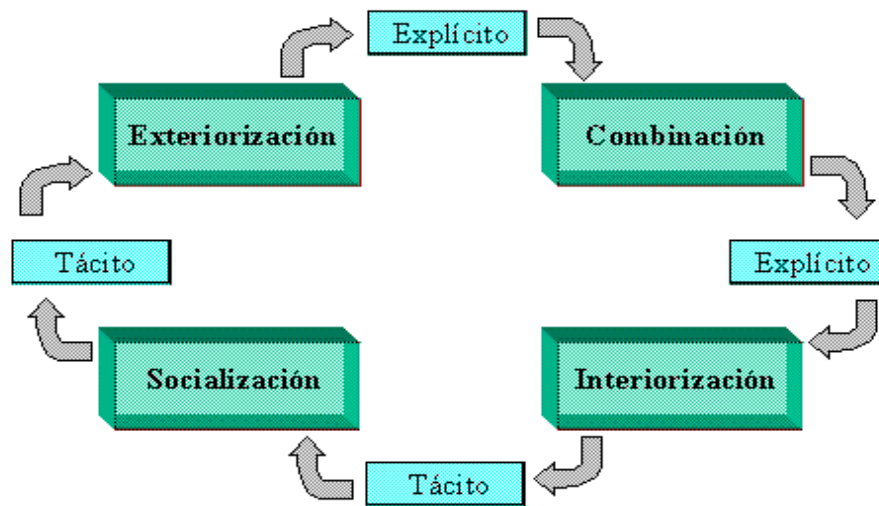 Explícito
Exteriorización
Combinación
Tácito
Explícito
Socialización
Interiorización
Tácito